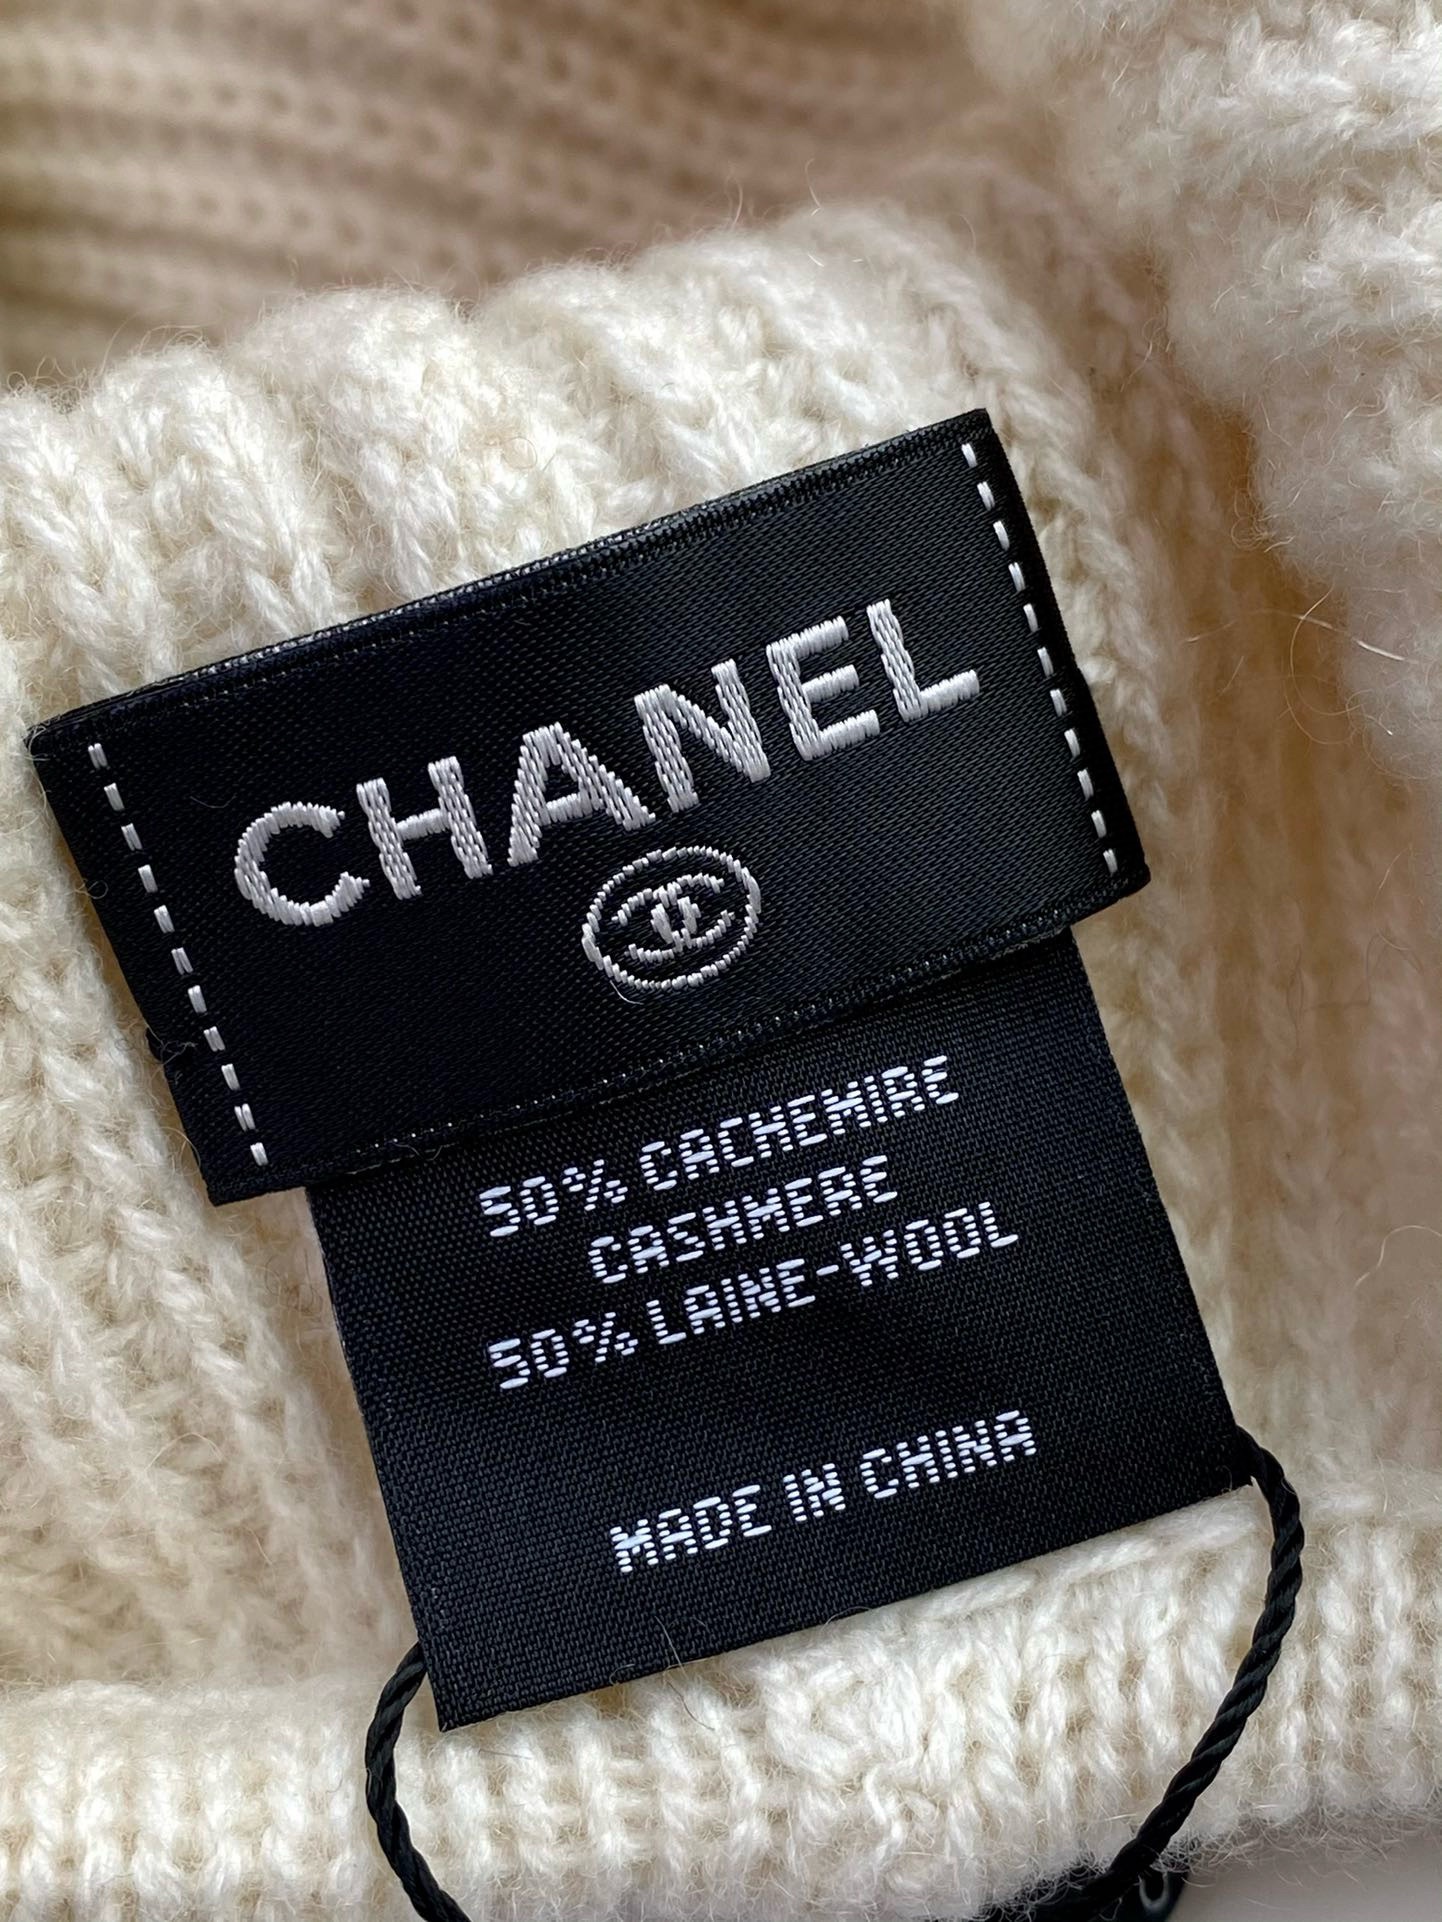 CHANEL
50% CACHEMIRE
CASHMERE
50% LAINE-WOOL
MADE IN CHINA